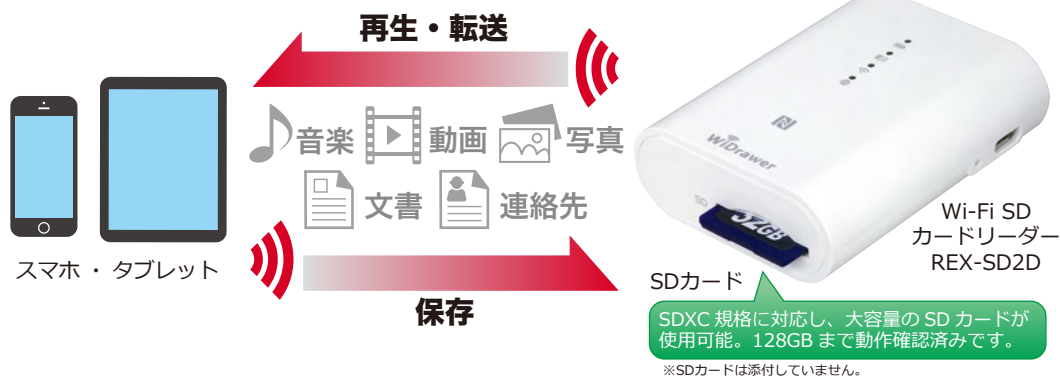 再生・転送
音楽 動画 写真
文書 連絡先
スマホ ・ タブレット
保存
WiDrawer
SD
32GB
Wi-Fi SD
カードリーダー
REX-SD2D
SDカード
SDXC 規格に対応し、大容量の SD カードが
使用可能。128GB まで動作確認済みです。
※SDカードは添付していません。